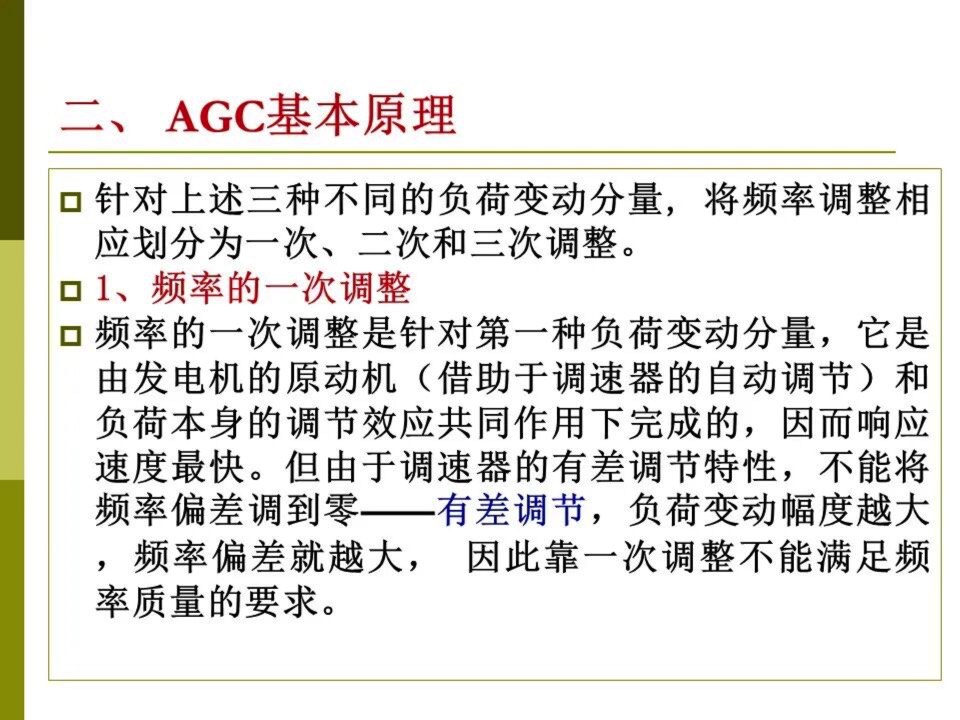 二、 AGC基本原理
针对上述三种不同的负荷变动分量，将频率调整相
应划分为一次、二次和三次调整。
1、频率的一次调整
频率的一次调整是针对第一种负荷变动分量，它是
由发电机的原动机（借助于调速器的自动调节）和
负荷本身的调节效应共同作用下完成的，因而响应
速度最快。但由于调速器的有差调节特性，不能将
频率偏差调到零——有差调节，负荷变动幅度越大
，频率偏差就越大， 因此靠一次调整不能满足频
率质量的要求。